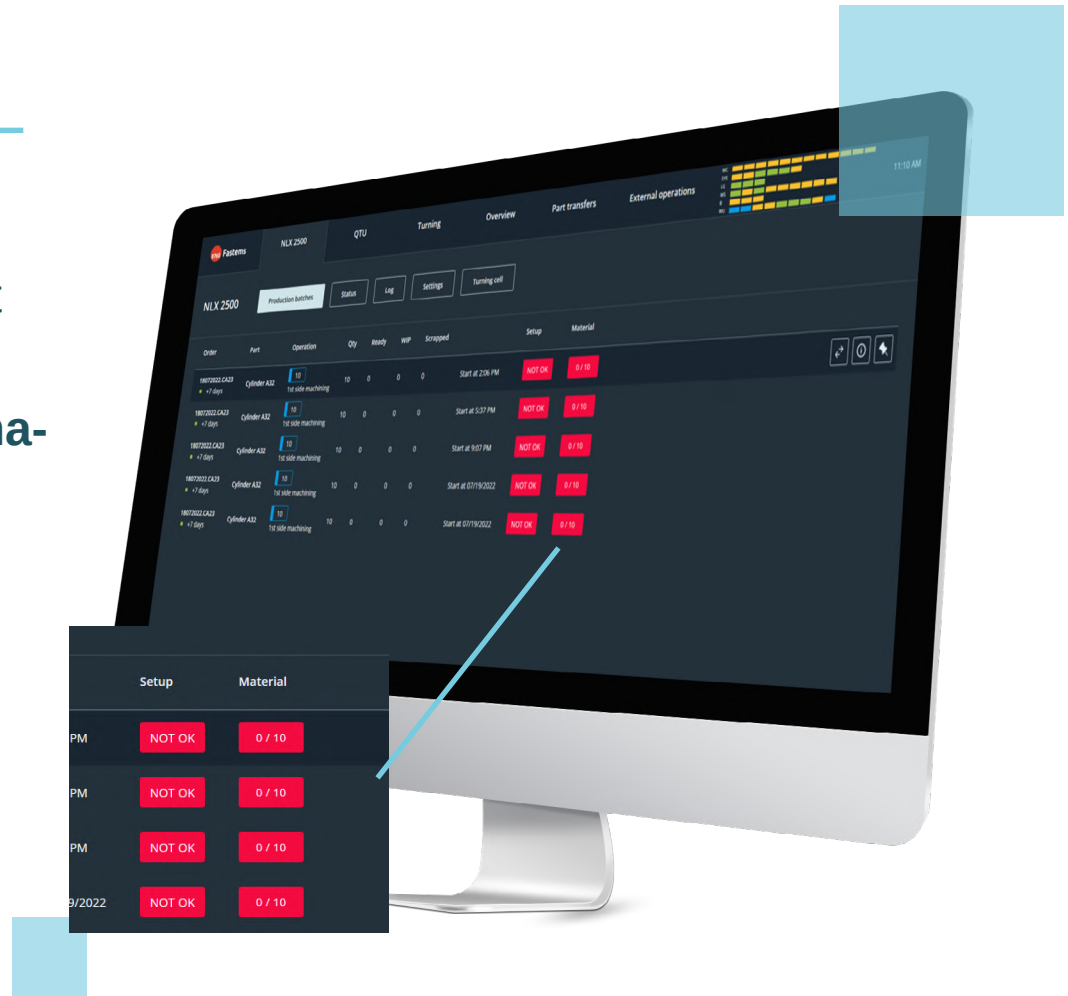 ma-
Fastems
NLX 2500
QTU
Turning
Overview
Part transfers
External operations
11:10 AM
NLX 2500
Production batches
Status
Log
Settings
Turning cell
Order Part Operation Qty Ready WIP Scrapped Setup Material
18072022.CA23 Cylinder A32 10 10 0 0 0 Start at 2:06 PM NOT OK 0 / 10
+7 days 1st side machining
18072022.CA23 Cylinder A32 10 10 0 0 0 Start at 5:37 PM NOT OK 0 / 10
+7 days 1st side machining
18072022.CA23 Cylinder A32 10 10 0 0 0 Start at 9:07 PM NOT OK 0 / 10
+7 days 1st side machining
18072022.CA23 Cylinder A32 10 10 0 0 0 Start at 07/19/2022 NOT OK 0 / 10
+7 days 1st side machining
18072022.CA23 Cylinder A32 10 10 0 0 0 Start at 07/19/2022 NOT OK 0 / 10
+7 days 1st side machining
Setup Material
PM NOT OK 0 / 10
PM NOT OK 0 / 10
PM NOT OK 0 / 10
9/2022 NOT OK 0 / 10